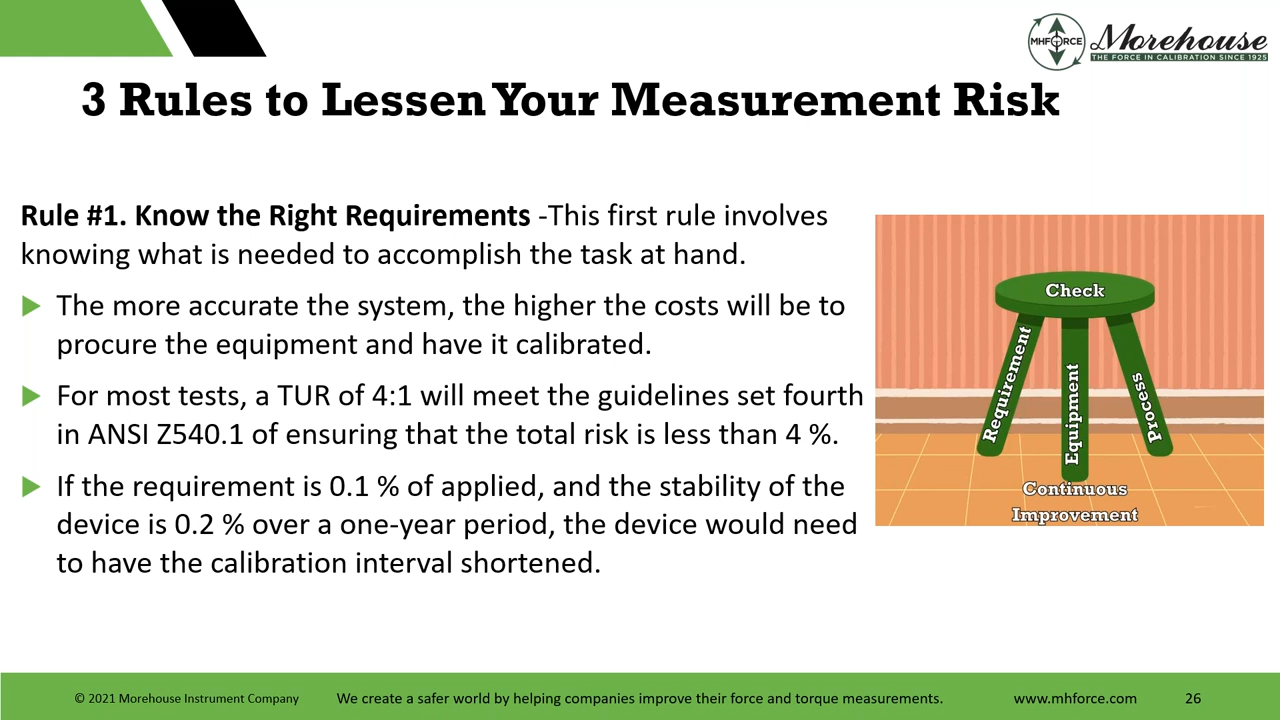 MHFORCE
Morehouse
THE FORCE IN CALIBRATION SINCE 1925
3 Rules to Lessen Your Measurement Risk
Rule #1. Know the Right Requirements -This first rule involves
knowing what is needed to accomplish the task at hand.
The more accurate the system, the higher the costs will be to
procure the equipment and have it calibrated.
For most tests, a TUR of 4:1 will meet the guidelines set fourth
in ANSI Z540.1 of ensuring that the total risk is less than 4 %.
If the requirement is 0.1 % of applied, and the stability of the
device is 0.2 % over a one-year period, the device would need
to have the calibration interval shortened.
Check
Requirement
Equipment
Process
Continuous
Improvement
© 2021 Morehouse Instrument Company
We create a safer world by helping companies improve their force and torque measurements.
www.mhforce.com
26